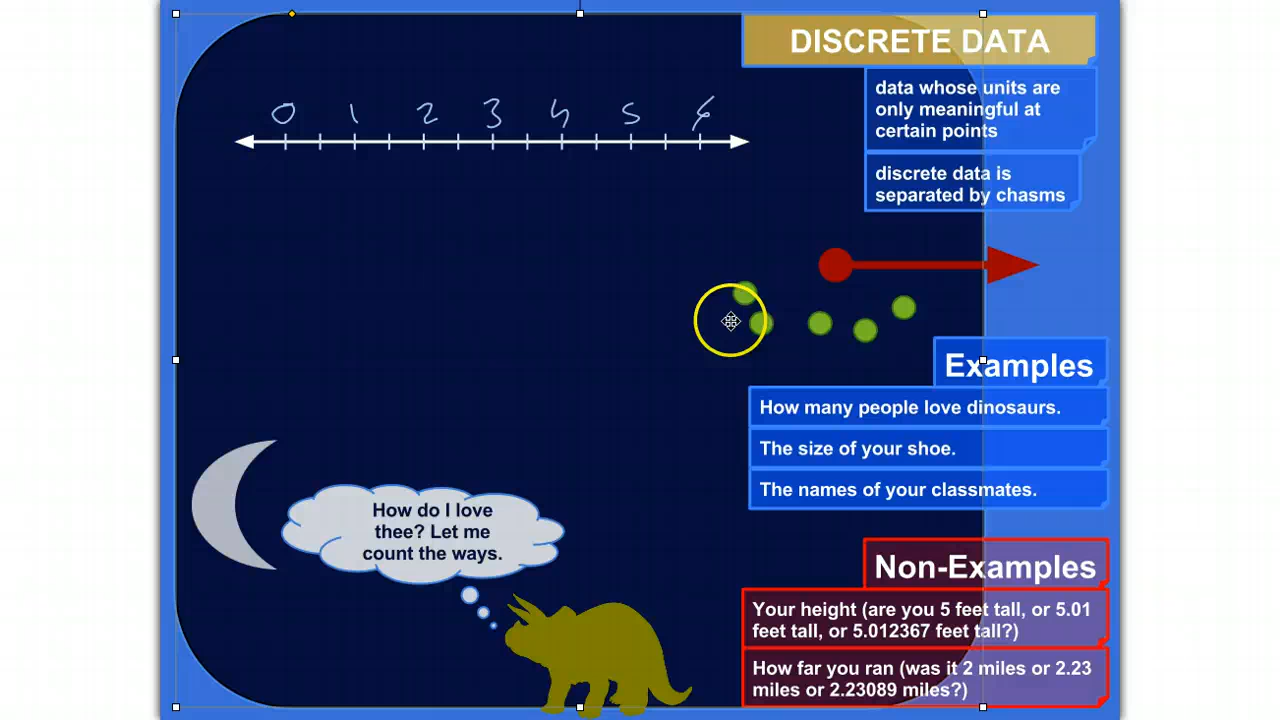 DISCRETE DATA
data whose units are
only meaningful at
certain points
discrete data is
separated by chasms
0 1 2 3 4 5 6
Examples
How many people love dinosaurs.
The size of your shoe.
The names of your classmates.
How do I love
thee? Let me
count the ways.
Non-Examples
Your height (are you 5 feet tall, or 5.01
feet tall, or 5.012367 feet tall?)
How far you ran (was it 2 miles or 2.23
miles or 2.23089 miles?)